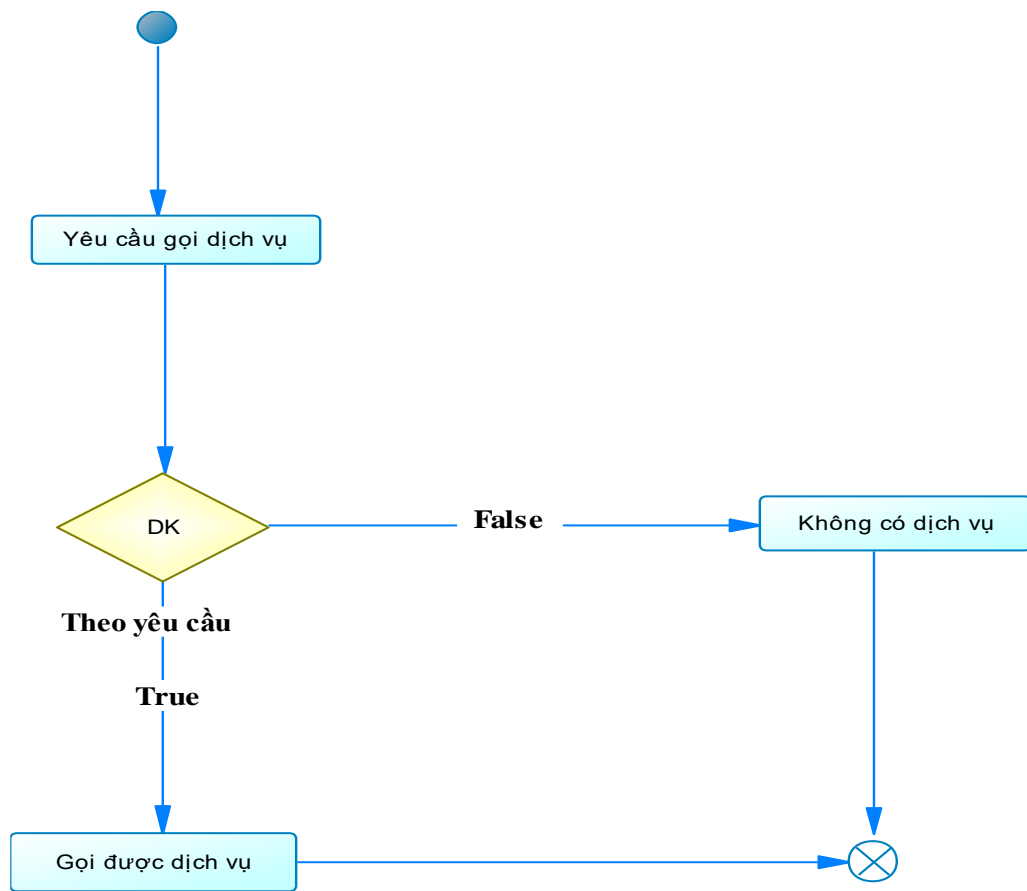 Yêu cầu gọi dịch vụ
DK
False
Không có dịch vụ
Theo yêu cầu
True
Gọi được dịch vụ